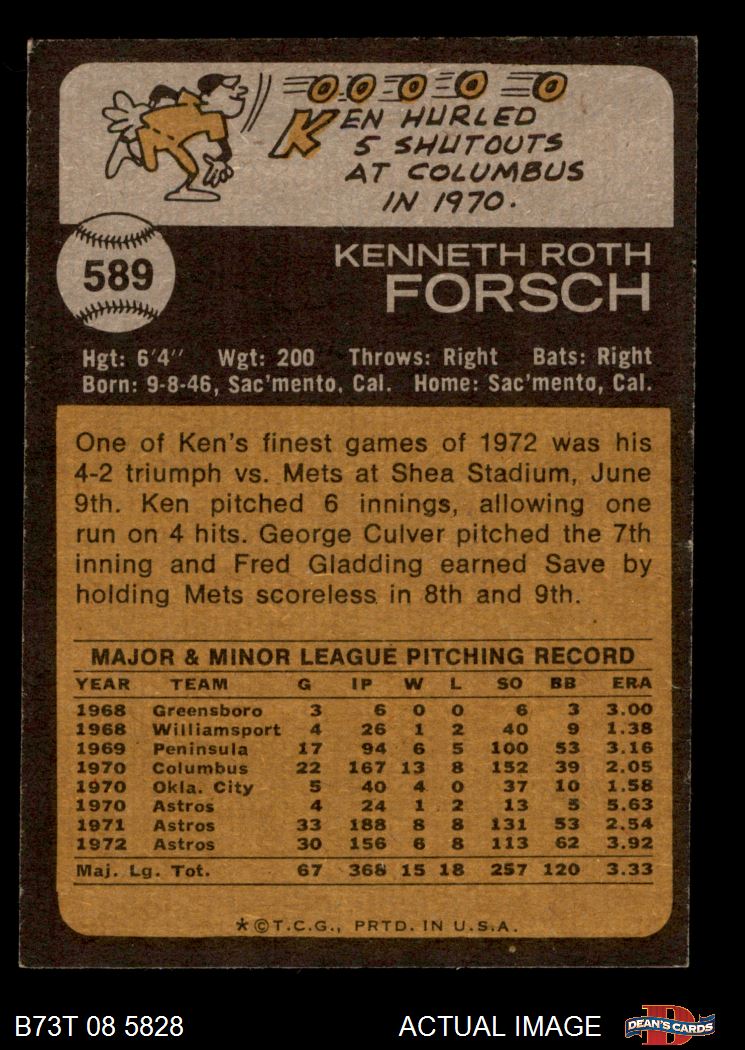 KEN HURLED
5 SHUTOUTS
AT COLUMBUS
IN 1970.
589
KENNETH ROTH
FORSCH
Hgt: 6'4" Wgt: 200 Throws: Right Bats: Right
Born: 9-8-46, Sac'mento, Cal. Home: Sac'mento, Cal.
One of Ken's finest games of 1972 was his
4-2 triumph vs. Mets at Shea Stadium, June
9th. Ken pitched 6 innings, allowing one
run on 4 hits. George Culver pitched the 7th
inning and Fred Gladding earned Save by
holding Mets scoreless in 8th and 9th.
MAJOR & MINOR LEAGUE PITCHING RECORD
YEAR TEAM G IP W L SO BB ERA
1968 Greensboro 3 6 0 0 6 3 3.00
1968 Williamsport 4 26 1 2 40 9 1.38
1969 Peninsula 17 94 6 5 100 53 3.16
1970 Columbus 22 167 13 8 152 39 2.05
1970 Okla. City 5 40 4 0 37 10 1.58
1970 Astros 4 24 1 2 13 5 5.63
1971 Astros 33 188 8 8 131 53 2.54
1972 Astros 30 156 6 8 113 62 3.92
Maj. Lg. Tot. 67 368 15 18 257 120 3.33
*©T.C.G., PRTD. IN U.S.A.
B73T 08 5828 ACTUAL IMAGE
DEAN'S CARDS